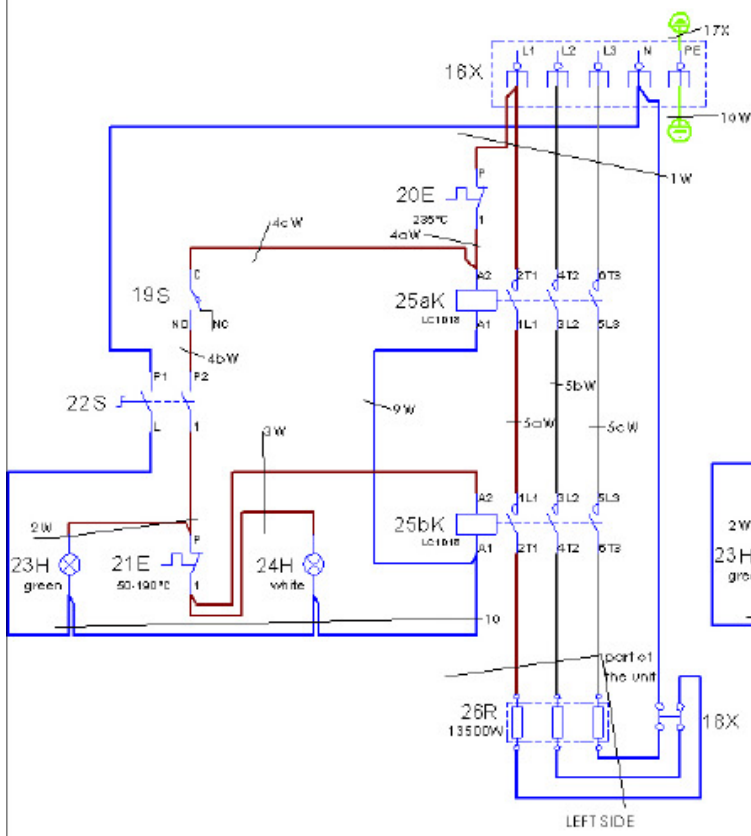 17X
L1 L2 L3 N PE
16X
10W
1W
P
20E
235°C
1
4cW
4aW
C
19S
NO NC
A2 2T1 4T2 6T3
25aK
LC1D18
A1 1L1 3L2 5L3
4bW
P1 P2
22S
L 1
9W
5bW
5aW
5cW
3W
A2 1L1 3L2 5L3
25bK
LC1D18
A1 2T1 4T2 6T3
2W
P
23H
green
21E
50-190°C
1
24H
white
10
2W
23H
gre
part of
the unit
26R
13500W
18X
LEFT SIDE